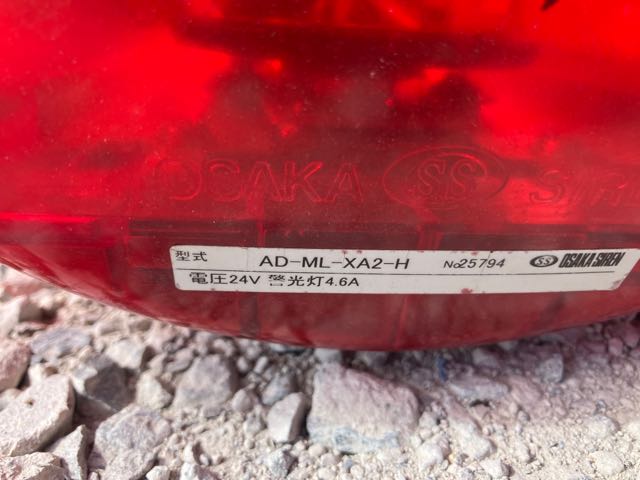 OSAKA SS SIR
型式 AD-ML-XA2-H No25794 SS OSAKA SIREN
電圧24V 警光灯4.6A